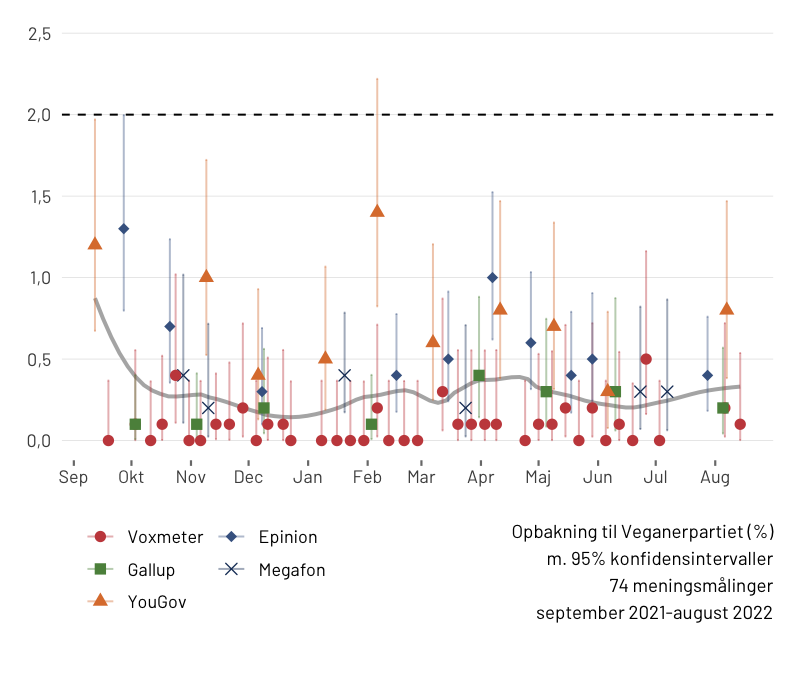 2,5
2,0
1,5
1,0
0,5
0,0
Sep Okt Nov Dec Jan Feb Mar Apr Maj Jun Jul Aug
Voxmeter Epinion
Gallup Megafon
YouGov
Opbakning til Veganerpartiet (%)
m. 95% konfidensintervaller
74 meningsmålinger
september 2021-august 2022